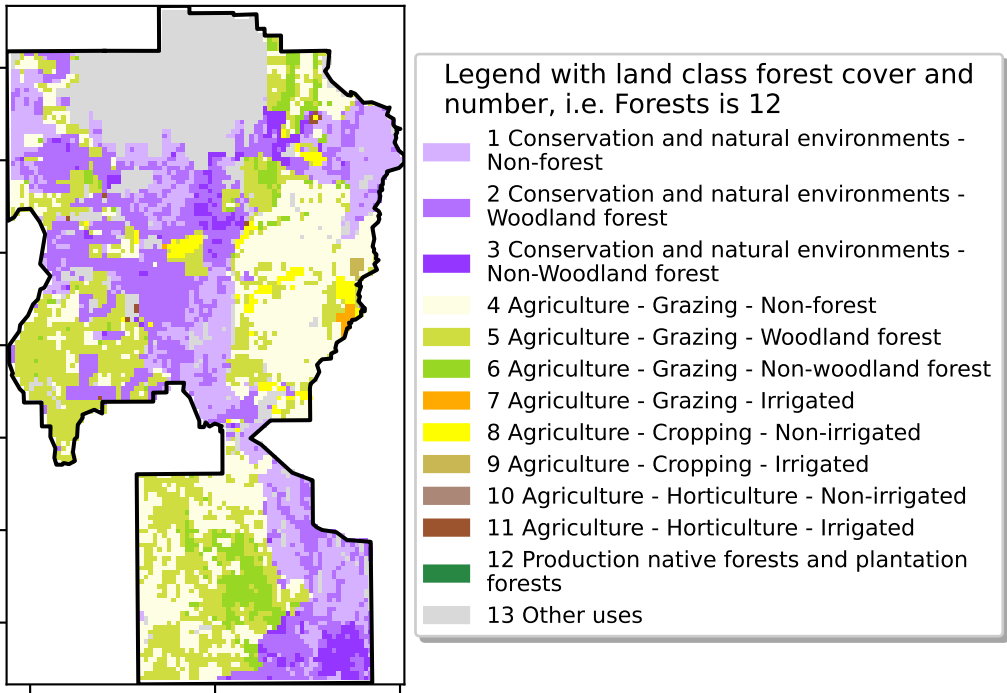 Legend with land class forest cover and
number, i.e. Forests is 12
1 Conservation and natural environments -
Non-forest
2 Conservation and natural environments -
Woodland forest
3 Conservation and natural environments -
Non-Woodland forest
4 Agriculture - Grazing - Non-forest
5 Agriculture - Grazing - Woodland forest
6 Agriculture - Grazing - Non-woodland forest
7 Agriculture - Grazing - Irrigated
8 Agriculture - Cropping - Non-irrigated
9 Agriculture - Cropping - Irrigated
10 Agriculture - Horticulture - Non-irrigated
11 Agriculture - Horticulture - Irrigated
12 Production native forests and plantation
forests
13 Other uses